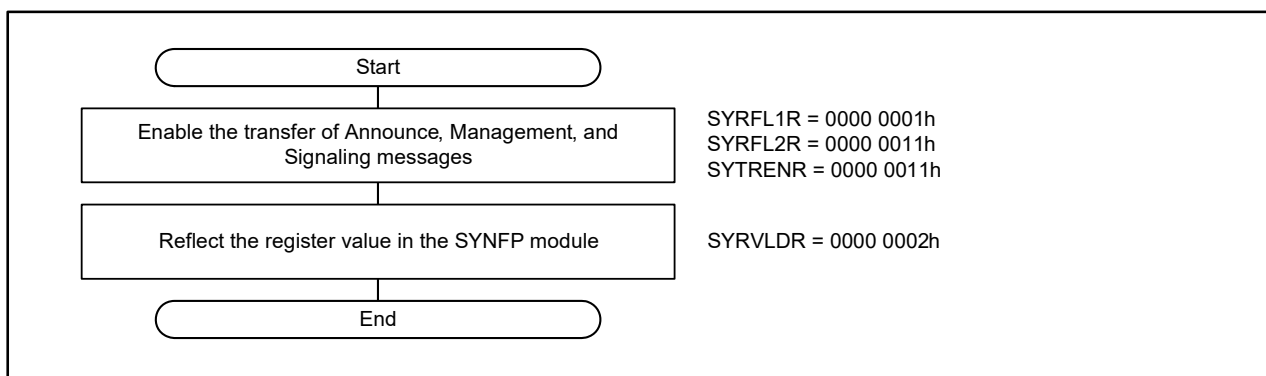 Start
Enable the transfer of Announce, Management, and
Signaling messages
SYRFL1R = 0000 0001h
SYRFL2R = 0000 0011h
SYTRENR = 0000 0011h
Reflect the register value in the SYNFP module
SYRVLDR = 0000 0002h
End